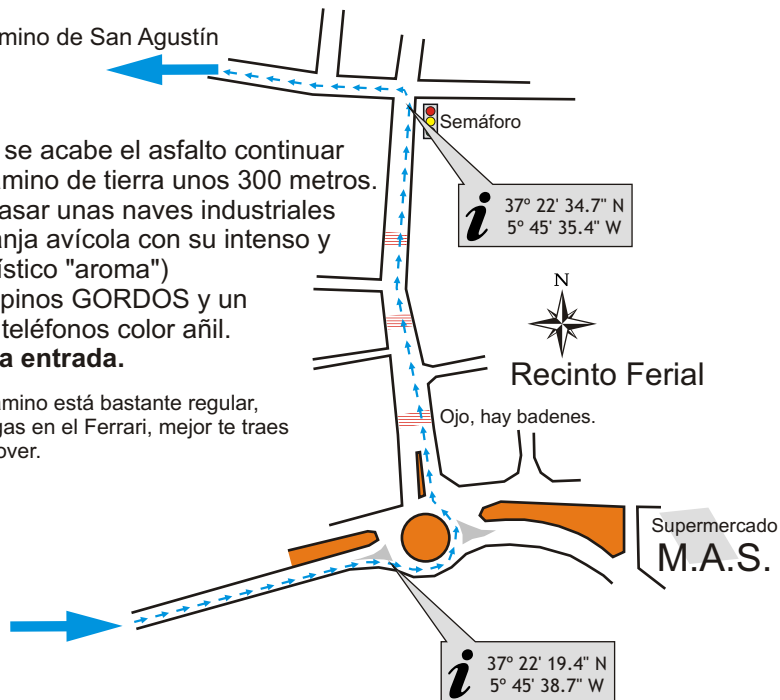 mino de San Agustín
Semáforo
se acabe el asfalto continuar
amino de tierra unos 300 metros.
asar unas naves industriales
anja avícola con su intenso y
ístico "aroma")
pinos GORDOS y un
teléfonos color añil.
a entrada.
amino está bastante regular,
gas en el Ferrari, mejor te traes
over.
i
37º 22' 34.7" N
5º 45' 35.4" W
N
Recinto Ferial
Ojo, hay badenes.
Supermercado
M.A.S.
i
37º 22' 19.4" N
5º 45' 38.7" W